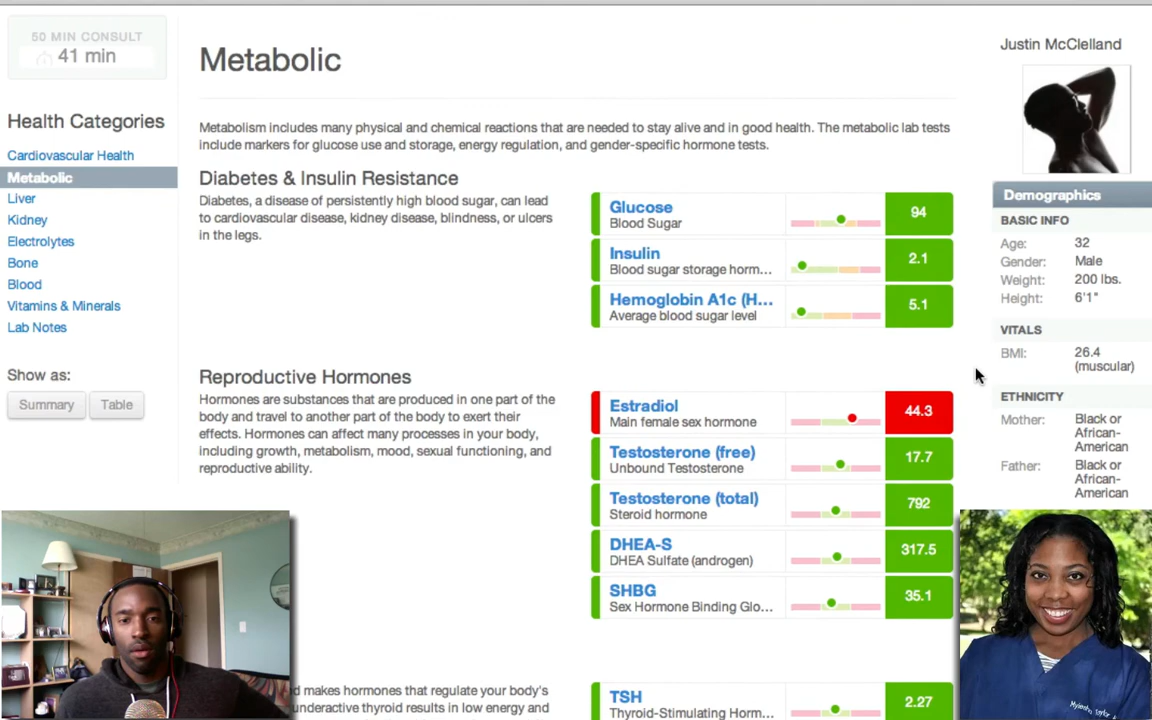 50 MIN CONSULT
41 min
Health Categories
Cardiovascular Health
Metabolic
Liver
Kidney
Electrolytes
Bone
Blood
Vitamins & Minerals
Lab Notes
Show as:
Summary
Table
Metabolic
Metabolism includes many physical and chemical reactions that are needed to stay alive and in good health. The metabolic lab tests
include markers for glucose use and storage, energy regulation, and gender-specific hormone tests.
Diabetes & Insulin Resistance
Diabetes, a disease of persistently high blood sugar, can lead
to cardiovascular disease, kidney disease, blindness, or ulcers
in the legs.
Glucose
Blood Sugar
94
Insulin
Blood sugar storage horm...
2.1
Hemoglobin A1c (H...
Average blood sugar level
5.1
Reproductive Hormones
Hormones are substances that are produced in one part of the
body and travel to another part of the body to exert their
effects. Hormones can affect many processes in your body,
including growth, metabolism, mood, sexual functioning, and
reproductive ability.
Estradiol
Main female sex hormone
44.3
Testosterone (free)
Unbound Testosterone
17.7
Testosterone (total)
Steroid hormone
792
DHEA-S
DHEA Sulfate (androgen)
317.5
SHBG
Sex Hormone Binding Glo...
35.1
d makes hormones that regulate your body's
nderactive thyroid results in low energy and
TSH
Thyroid-Stimulating Horm...
2.27
Justin McClelland
Demographics
BASIC INFO
Age: 32
Gender: Male
Weight: 200 lbs.
Height: 6'1"
VITALS
BMI: 26.4
(muscular)
ETHNICITY
Mother: Black or
African-
American
Father: Black or
African-
American